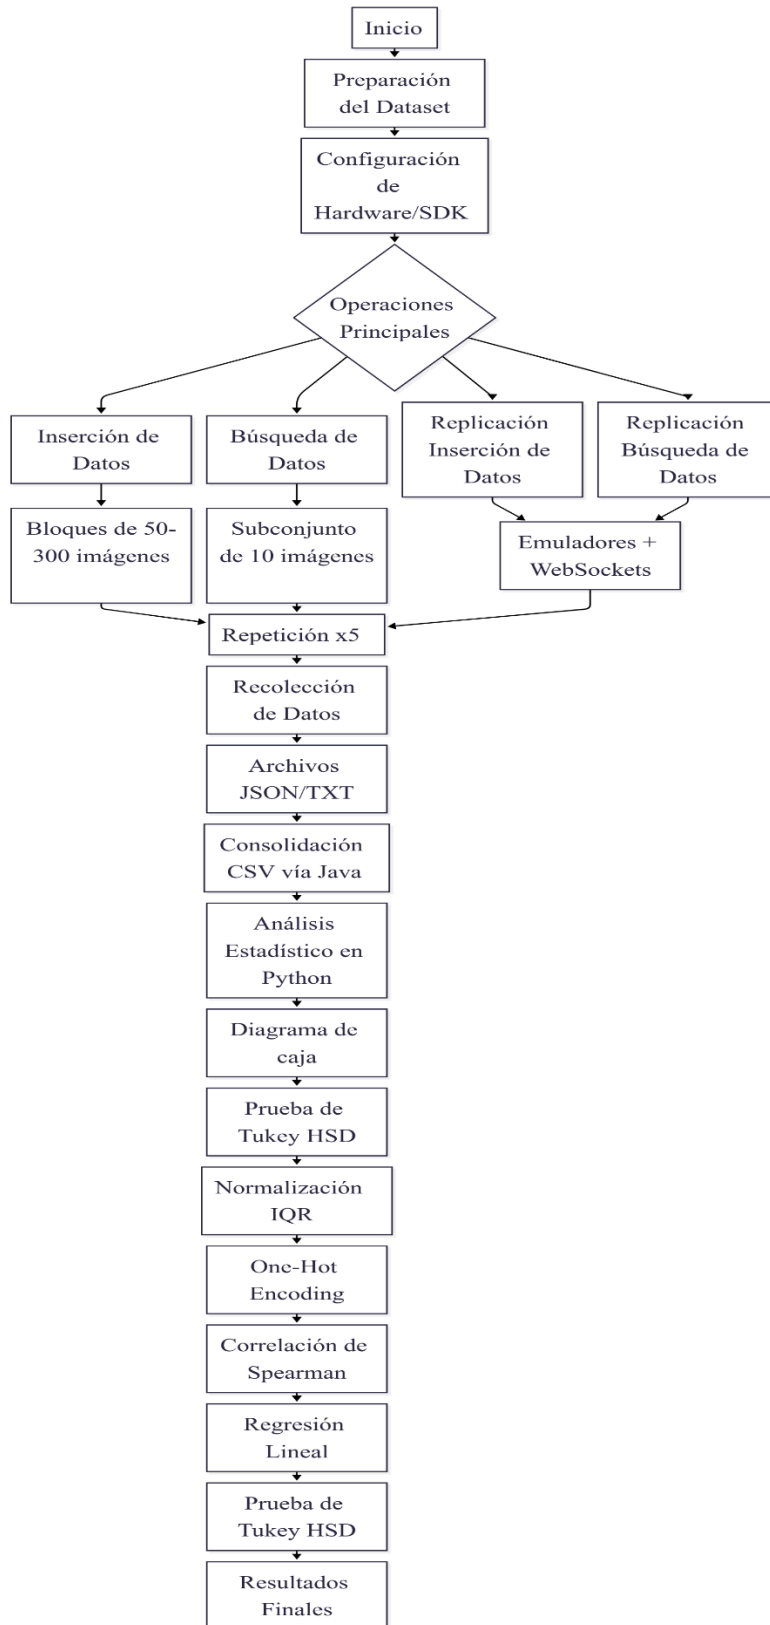 Inicio
Preparación
del Dataset
Configuración
de
Hardware/SDK
Operaciones
Principales
Inserción de
Datos
Búsqueda de
Datos
Replicación
Inserción de
Datos
Replicación
Búsqueda de
Datos
Bloques de 50-
300 imágenes
Subconjunto
de 10 imágenes
Emuladores +
WebSockets
Repetición x5
Recolección
de Datos
Archivos
JSON/TXT
Consolidación
CSV vía Java
Análisis
Estadístico en
Python
Diagrama de
caja
Prueba de
Tukey HSD
Normalización
IQR
One-Hot
Encoding
Correlación de
Spearman
Regresión
Lineal
Prueba de
Tukey HSD
Resultados
Finales